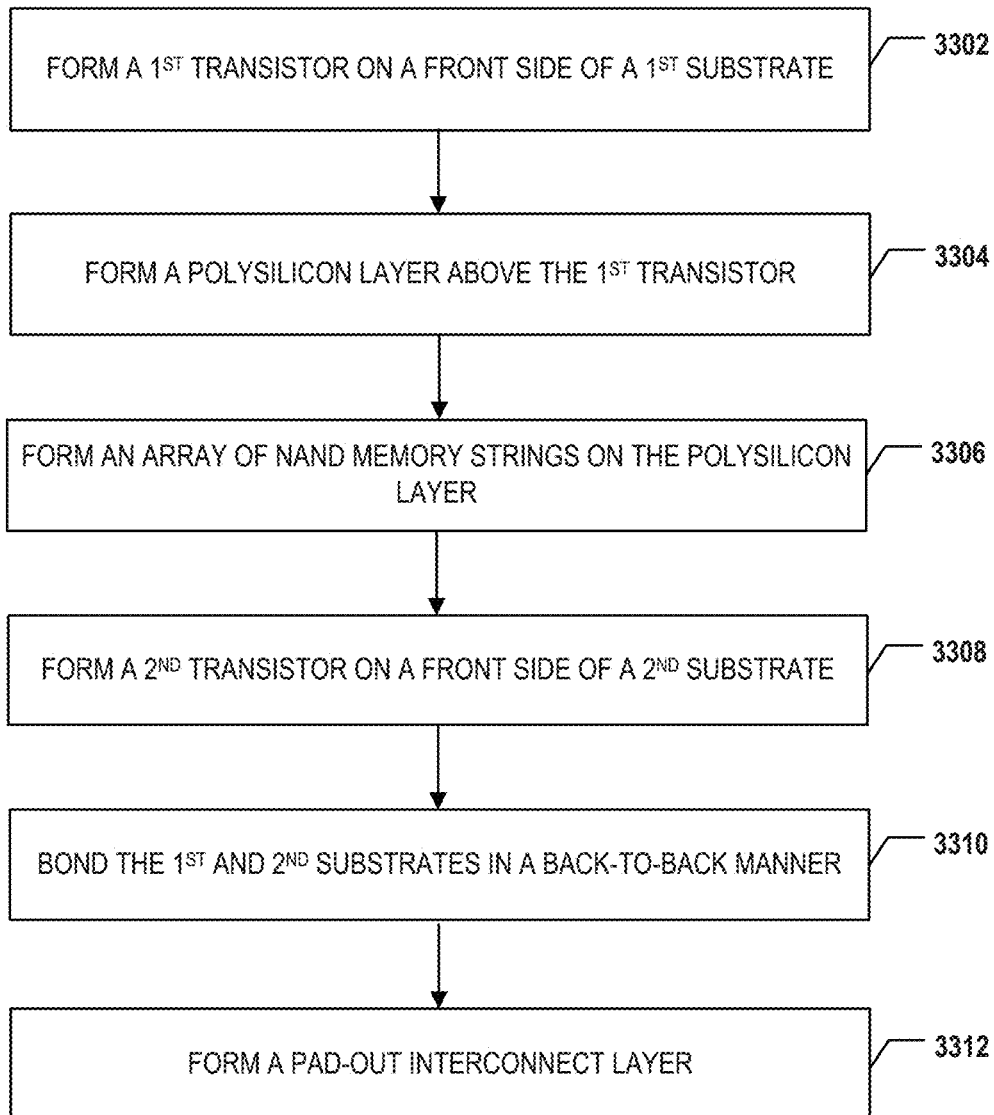 FORM A 1ST TRANSISTOR ON A FRONT SIDE OF A 1ST SUBSTRATE
3302
FORM A POLYSILICON LAYER ABOVE THE 1ST TRANSISTOR
3304
FORM AN ARRAY OF NAND MEMORY STRINGS ON THE POLYSILICON
LAYER
3306
FORM A 2ND TRANSISTOR ON A FRONT SIDE OF A 2ND SUBSTRATE
3308
BOND THE 1ST AND 2ND SUBSTRATES IN A BACK-TO-BACK MANNER
3310
FORM A PAD-OUT INTERCONNECT LAYER
3312